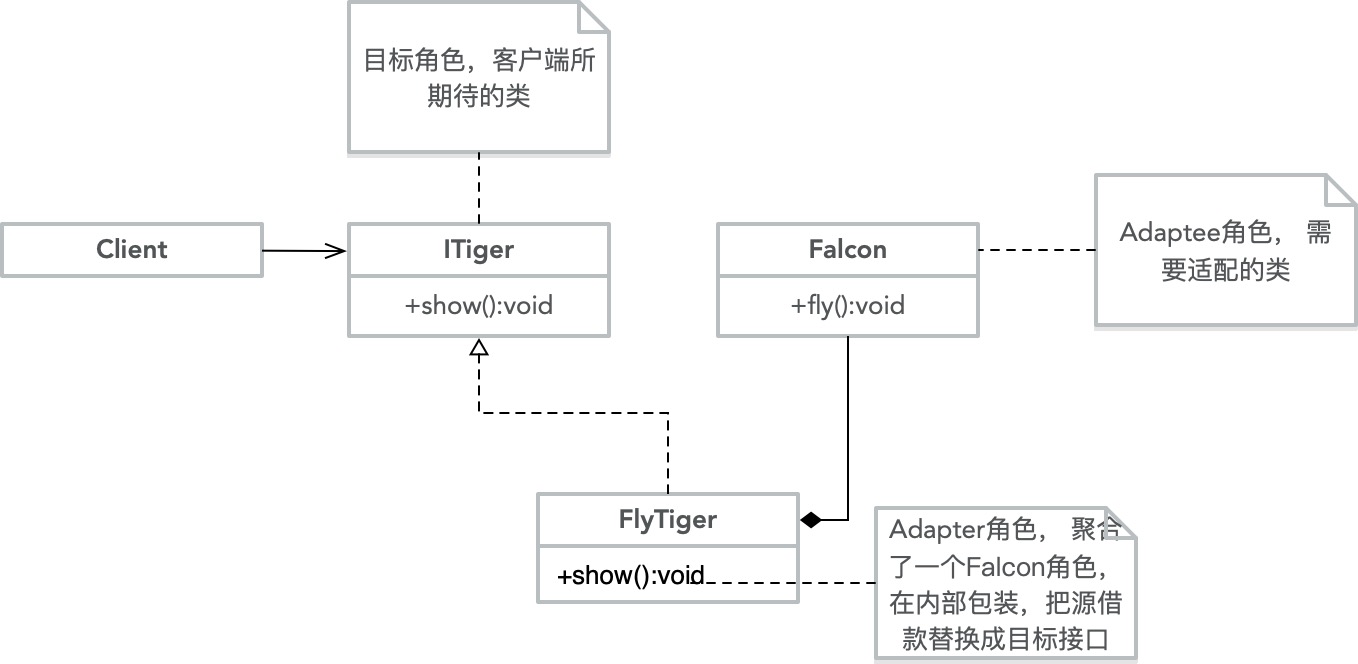 目标角色，客户端所
期待的类
Client
ITiger
+show():void
Falcon
+fly():void
Adaptee角色， 需
要适配的类
FlyTiger
+show():void
Adapter角色， 聚合
了一个Falcon角色，
在内部包装，把源借
款替换成目标接口